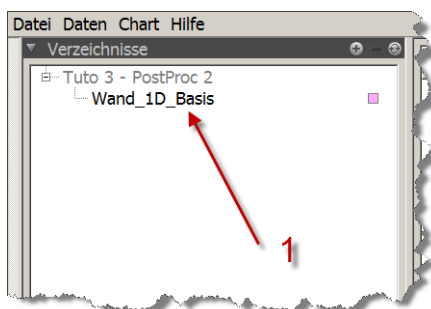 Datei Daten Chart Hilfe
Verzeichnisse
Tuto 3 - PostProc 2
Wand_1D_Basis
1